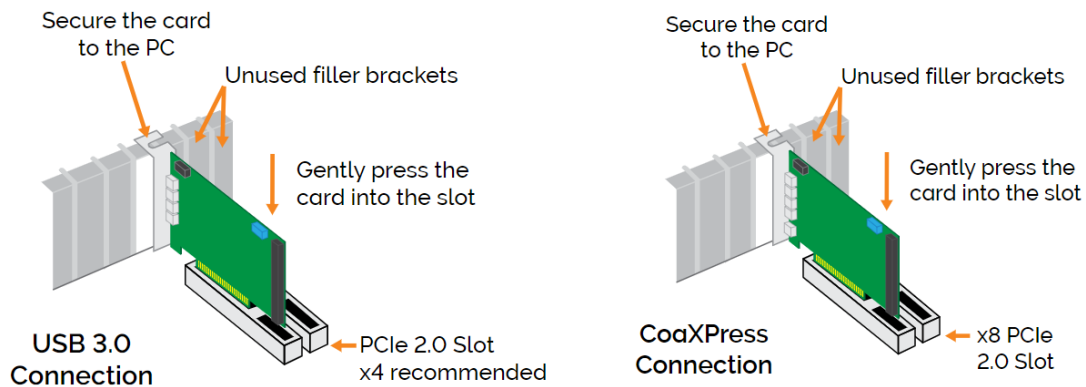 Secure the card
to the PC
Unused filler brackets
Gently press the
card into the slot
USB 3.0
Connection
PCIe 2.0 Slot
x4 recommended
Secure the card
to the PC
Unused filler brackets
Gently press the
card into the slot
CoaXPress
Connection
x8 PCIe
2.0 Slot